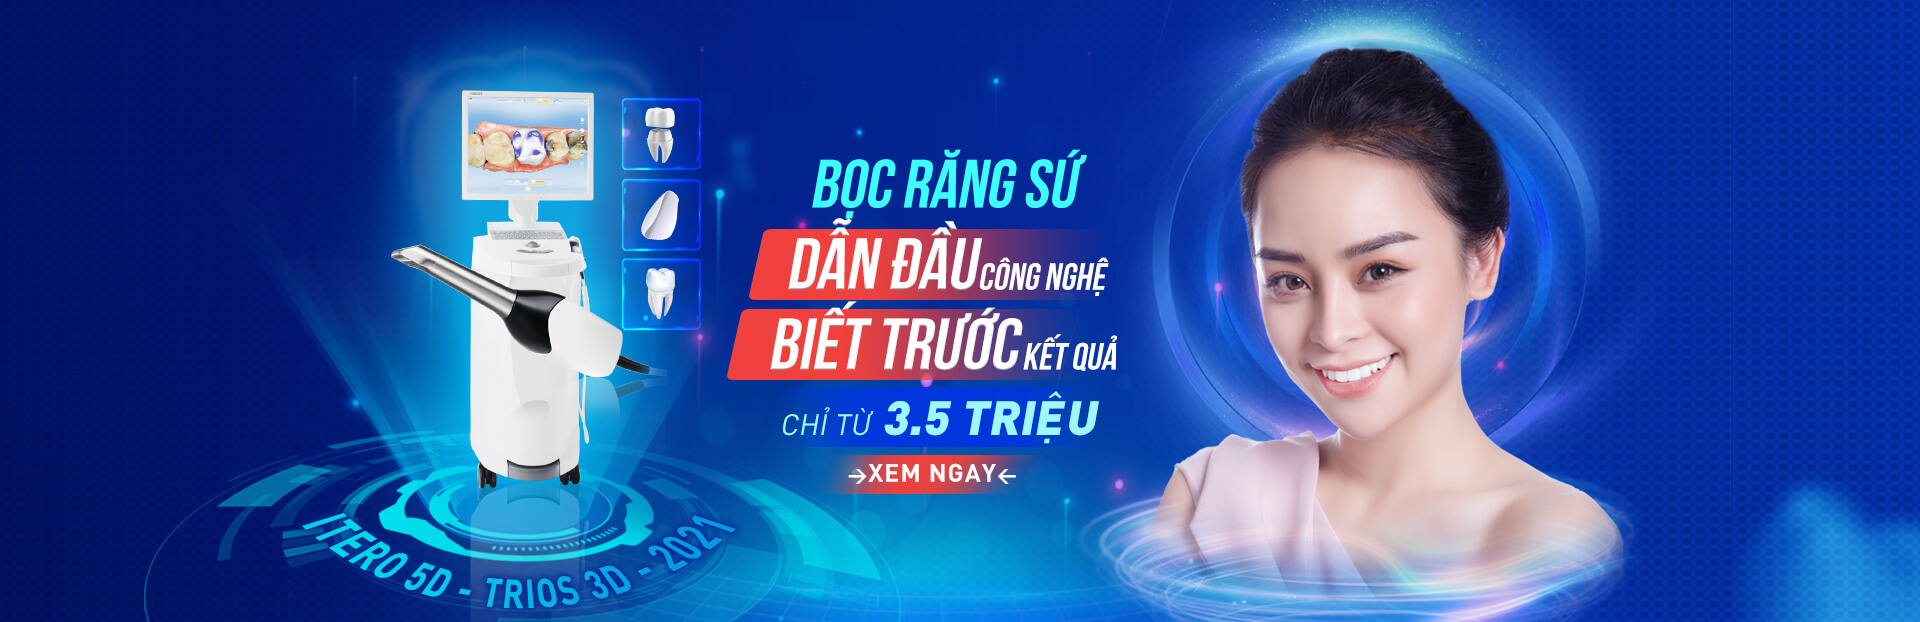 BỌC RĂNG SỨ
DẪN ĐẦU CÔNG NGHỆ
BIẾT TRƯỚC KẾT QUẢ
CHỈ TỪ 3.5 TRIỆU
→XEM NGAY←
ITERO 5D - TRIOS 3D - 2021